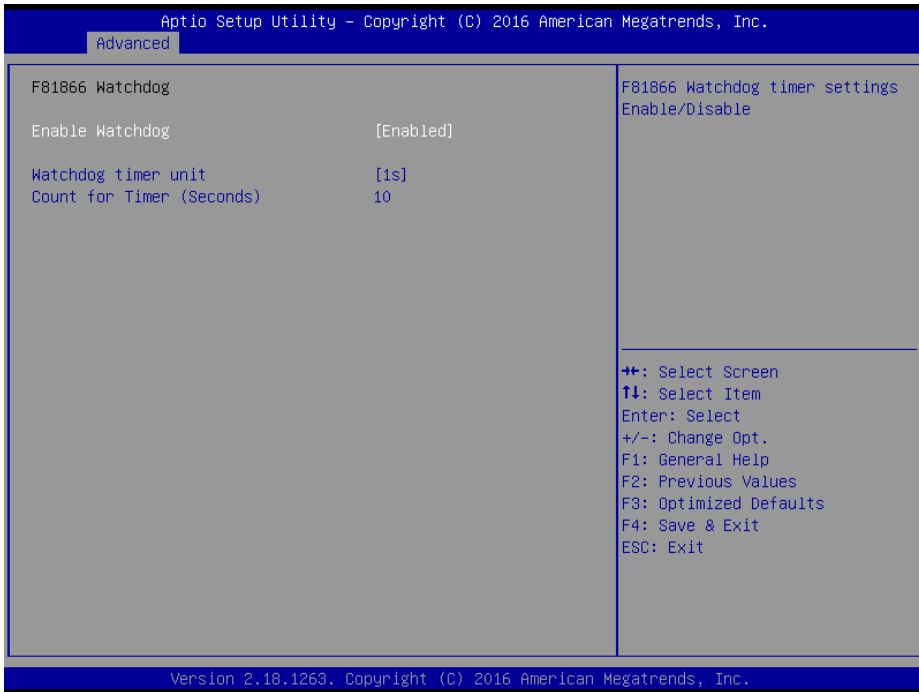 Aptio Setup Utility – Copyright (C) 2016 American Megatrends, Inc.
Advanced
F81866 Watchdog
Enable Watchdog [Enabled]
Watchdog timer unit [1s]
Count for Timer (Seconds) 10
F81866 Watchdog timer settings
Enable/Disable
→←: Select Screen
↑↓: Select Item
Enter: Select
+/-: Change Opt.
F1: General Help
F2: Previous Values
F3: Optimized Defaults
F4: Save & Exit
ESC: Exit
Version 2.18.1263. Copyright (C) 2016 American Megatrends, Inc.